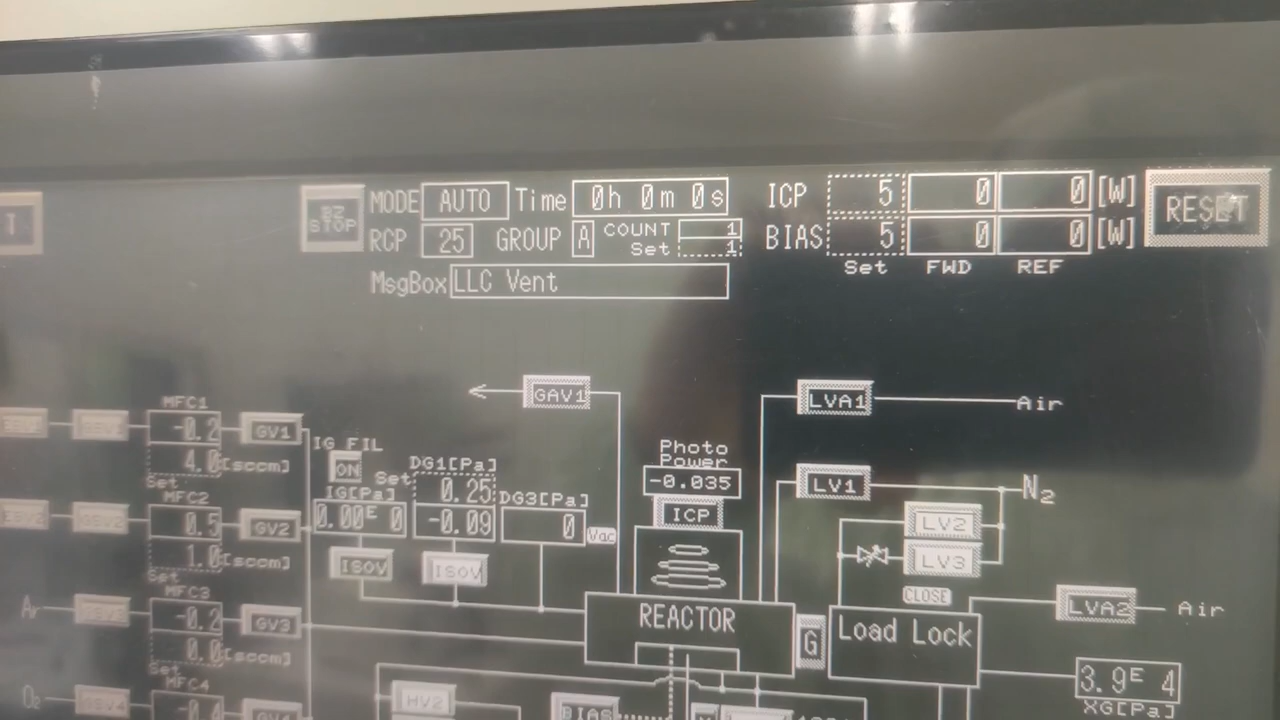 BZ STOP
MODE AUTO Time 0h 0m 0s
RCP 25 GROUP A COUNT 1
Set 1
MsgBox LLC Vent
ICP 5 0 0 [W]
BIAS 5 0 0 [W]
Set FWD REF
RESET
GAV1
LVA1 Air
MFC1
-0.2 GV1
4.0 [sccm]
Set
MFC2
0.5 GV2
1.0 [sccm]
Set
MFC3
Ar -0.2 GV3
0.0 [sccm]
Set
MFC4
O2
IG FIL
ON
IG[Pa]
0.00E 0
ISOV
DG1[Pa]
Set 0.25
-0.09
ISOV
DG3[Pa]
0 Vac
Photo Power
-0.035
ICP
LV1 N2
LV2
LV3
CLOSE
LVA2 Air
REACTOR G Load Lock
3.9E 4
XG[Pa]
HV2
BIAS